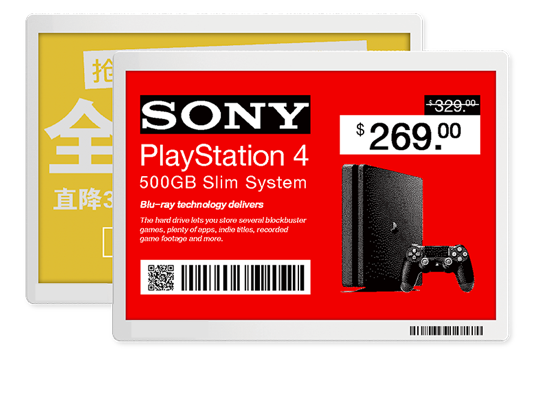 抢
全
直降3
SONY
$329.00
$269.00
PlayStation 4
500GB Slim System
Blu-ray technology delivers
The hard drive lets you store several blockbuster
games, plenty of apps, indie titles, recorded
game footage and more.